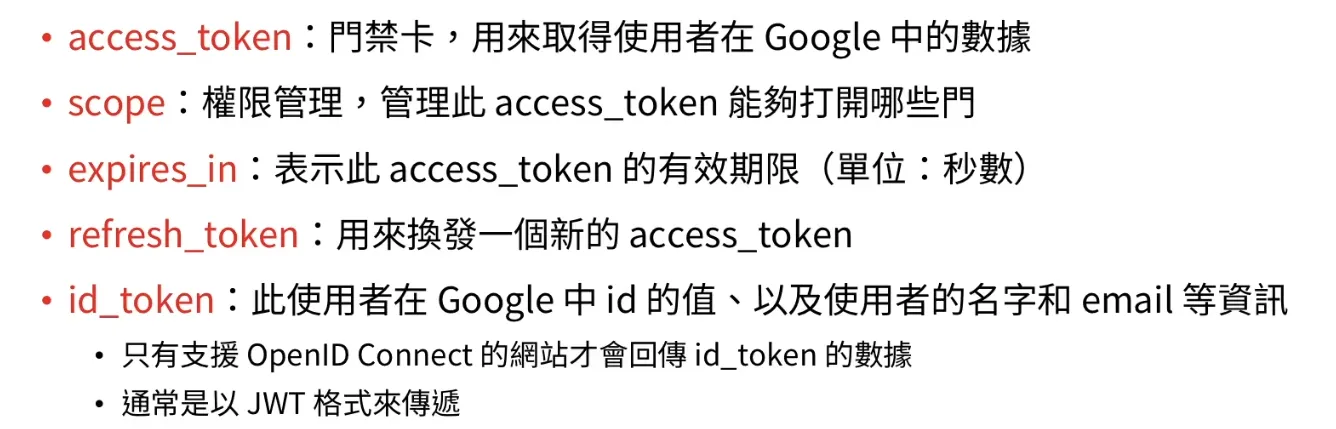 • access_token：門禁卡，用來取得使用者在 Google 中的數據
• scope：權限管理，管理此 access_token 能夠打開哪些門
• expires_in：表示此 access_token 的有效期限（單位：秒數）
• refresh_token：用來換發一個新的 access_token
• id_token：此使用者在 Google 中 id 的值、以及使用者的名字和 email 等資訊
• 只有支援 OpenID Connect 的網站才會回傳 id_token 的數據
• 通常是以 JWT 格式來傳遞